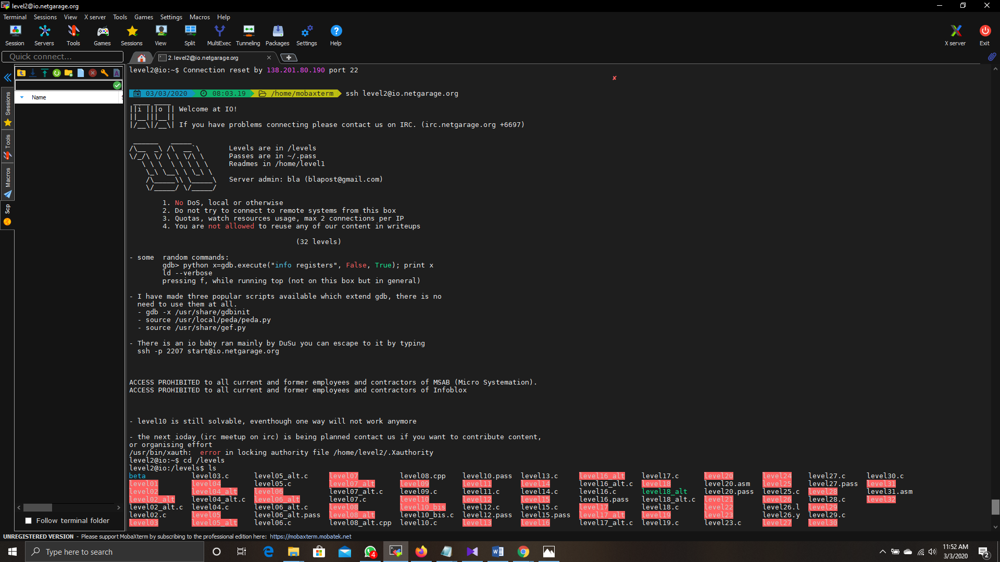 level2@io.netgarage.org
Terminal Sessions View X server Tools Games Settings Macros Help
Session Servers Tools Games Sessions View Split MultiExec Tunneling Packages Settings Help X server Exit
Quick connect...
2. level2@io.netgarage.org
Name
Sessions
Tools
Macros
Scp
level2@io:~$ Connection reset by 138.201.80.190 port 22
03/03/2020 08:03.19 /home/mobaxterm ssh level2@io.netgarage.org
 ____ ____
||i |||o || Welcome at IO!
||__|||__||
|/__\|/__\| If you have problems connecting please contact us on IRC. (irc.netgarage.org +6697)
Levels are in /levels
Passes are in ~/.pass
Readmes in /home/level1
Server admin: bla (blapost@gmail.com)
1. No DoS, local or otherwise
2. Do not try to connect to remote systems from this box
3. Quotas, watch resources usage, max 2 connections per IP
4. You are not allowed to reuse any of our content in writeups
(32 levels)
- some  random commands:
gdb> python x=gdb.execute("info registers", False, True); print x
ld --verbose
pressing f, while running top (not on this box but in general)
- I have made three popular scripts available which extend gdb, there is no
need to use them at all.
- gdb -x /usr/share/gdbinit
- source /usr/local/peda/peda.py
- source /usr/share/gef.py
- There is an io baby ran mainly by DuSu you can escape to it by typing
ssh -p 2207 start@io.netgarage.org
ACCESS PROHIBITED to all current and former employees and contractors of MSAB (Micro Systemation).
ACCESS PROHIBITED to all current and former employees and contractors of Infoblox
- level10 is still solvable, eventhough one way will not work anymore
- the next ioday (irc meetup on irc) is being planned contact us if you want to contribute content,
or organising effort
/usr/bin/xauth:  error in locking authority file /home/level2/.Xauthority
level2@io:~$ cd /levels
level2@io:/levels$ ls
beta level03.c level05_alt.c level07 level08.cpp level10.pass level13.c level16_alt level17.c level20 level24 level27.c level30.c
level01 level04 level05.c level07_alt level09 level11 level14 level16_alt.c level18 level20.asm level25 level27.pass level31
level02 level04_alt level06 level07_alt.c level09.c level11.c level14.c level16.c level18_alt level20.pass level25.c level28 level31.asm
level02_alt level04_alt.c level06_alt level07.c level10 level12 level15 level16.pass level18_alt.c level21 level26 level28.c level32
level02_alt.c level04.c level06_alt.c level08 level10_bis level12.c level15.c level17 level18.c level22 level26.l level29
level02.c level05 level06_alt.pass level08_alt level10_bis.c level12.pass level15.pass level17_alt level19 level23 level26.y level29.c
level03 level05_alt level06.c level08_alt.cpp level10.c level13 level16 level17_alt.c level19.c level23.c level27 level30
Follow terminal folder
UNREGISTERED VERSION - Please support MobaXterm by subscribing to the professional edition here: https://mobaxterm.mobatek.net
Type here to search
4
11:52 AM
3/3/2020
2